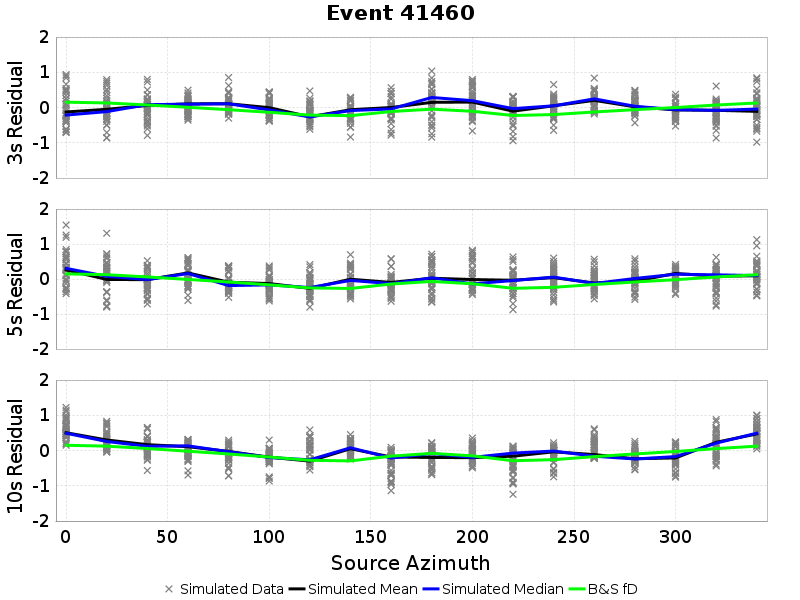 Event 41460
2
1
0
-1
-2
3s Residual
2
1
0
-1
-2
5s Residual
2
1
0
-1
-2
10s Residual
0 50 100 150 200 250 300
Source Azimuth
Simulated Data Simulated Mean Simulated Median B&S fD